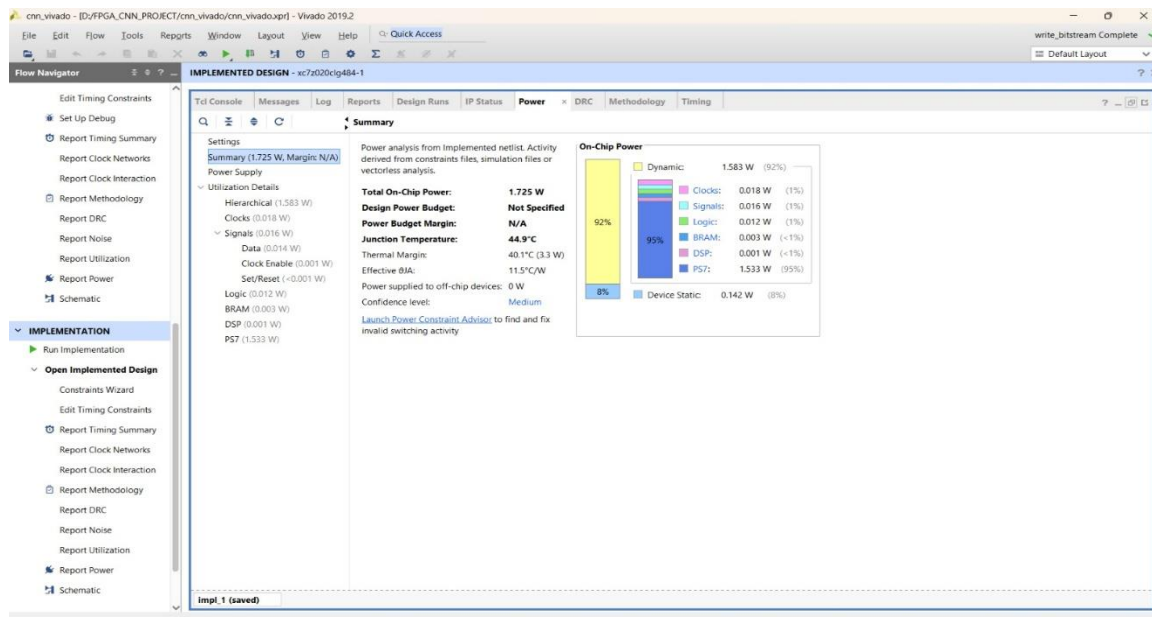 cnn_vivado - [D:/FPGA_CNN_PROJECT/cnn_vivado/cnn_vivado.xpr] - Vivado 2019.2
File Edit Flow Tools Reports Window Layout View Help Quick Access
write_bitstream Complete
Default Layout
Flow Navigator
IMPLEMENTED DESIGN - xc7z020clg484-1
Edit Timing Constraints
Set Up Debug
Report Timing Summary
Report Clock Networks
Report Clock Interaction
Report Methodology
Report DRC
Report Noise
Report Utilization
Report Power
Schematic
IMPLEMENTATION
Run Implementation
Open Implemented Design
Constraints Wizard
Edit Timing Constraints
Report Timing Summary
Report Clock Networks
Report Clock Interaction
Report Methodology
Report DRC
Report Noise
Report Utilization
Report Power
Schematic
Tcl Console Messages Log Reports Design Runs IP Status Power × DRC Methodology Timing
Summary
Settings
Summary (1.725 W, Margin: N/A)
Power Supply
Utilization Details
Hierarchical (1.583 W)
Clocks (0.018 W)
Signals (0.016 W)
Data (0.014 W)
Clock Enable (0.001 W)
Set/Reset (<0.001 W)
Logic (0.012 W)
BRAM (0.003 W)
DSP (0.001 W)
PS7 (1.533 W)
Power analysis from Implemented netlist. Activity
derived from constraints files, simulation files or
vectorless analysis.
Total On-Chip Power: 1.725 W
Design Power Budget: Not Specified
Power Budget Margin: N/A
Junction Temperature: 44.9°C
Thermal Margin: 40.1°C (3.3 W)
Effective θJA: 11.5°C/W
Power supplied to off-chip devices: 0 W
Confidence level: Medium
Launch Power Constraint Advisor to find and fix
invalid switching activity
On-Chip Power
92%
8%
95%
Dynamic: 1.583 W (92%)
Clocks: 0.018 W (1%)
Signals: 0.016 W (1%)
Logic: 0.012 W (1%)
BRAM: 0.003 W (<1%)
DSP: 0.001 W (<1%)
PS7: 1.533 W (95%)
Device Static: 0.142 W (8%)
impl_1 (saved)